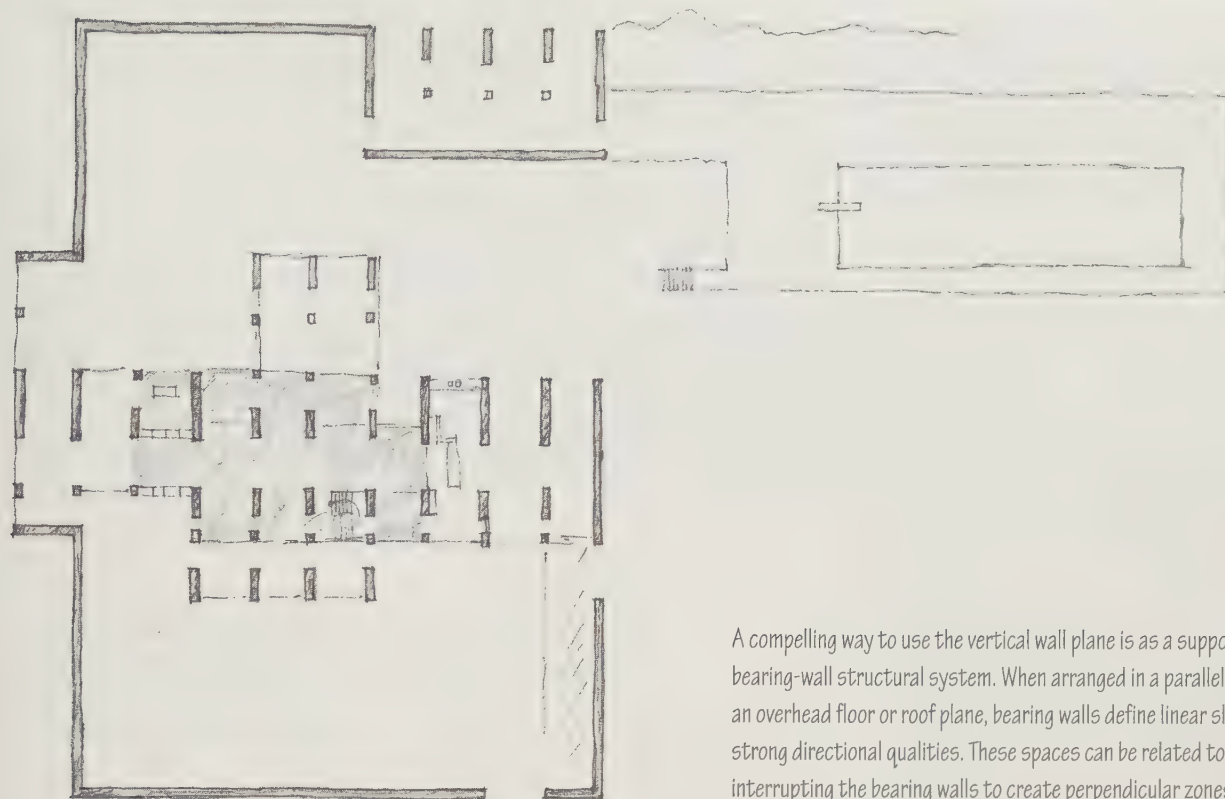 A compelling way to use the vertical wall plane is as a suppo
bearing-wall structural system. When arranged in a parallel
an overhead floor or roof plane, bearing walls define linear sl
strong directional qualities. These spaces can be related to
interrupting the bearing walls to create perpendicular zones